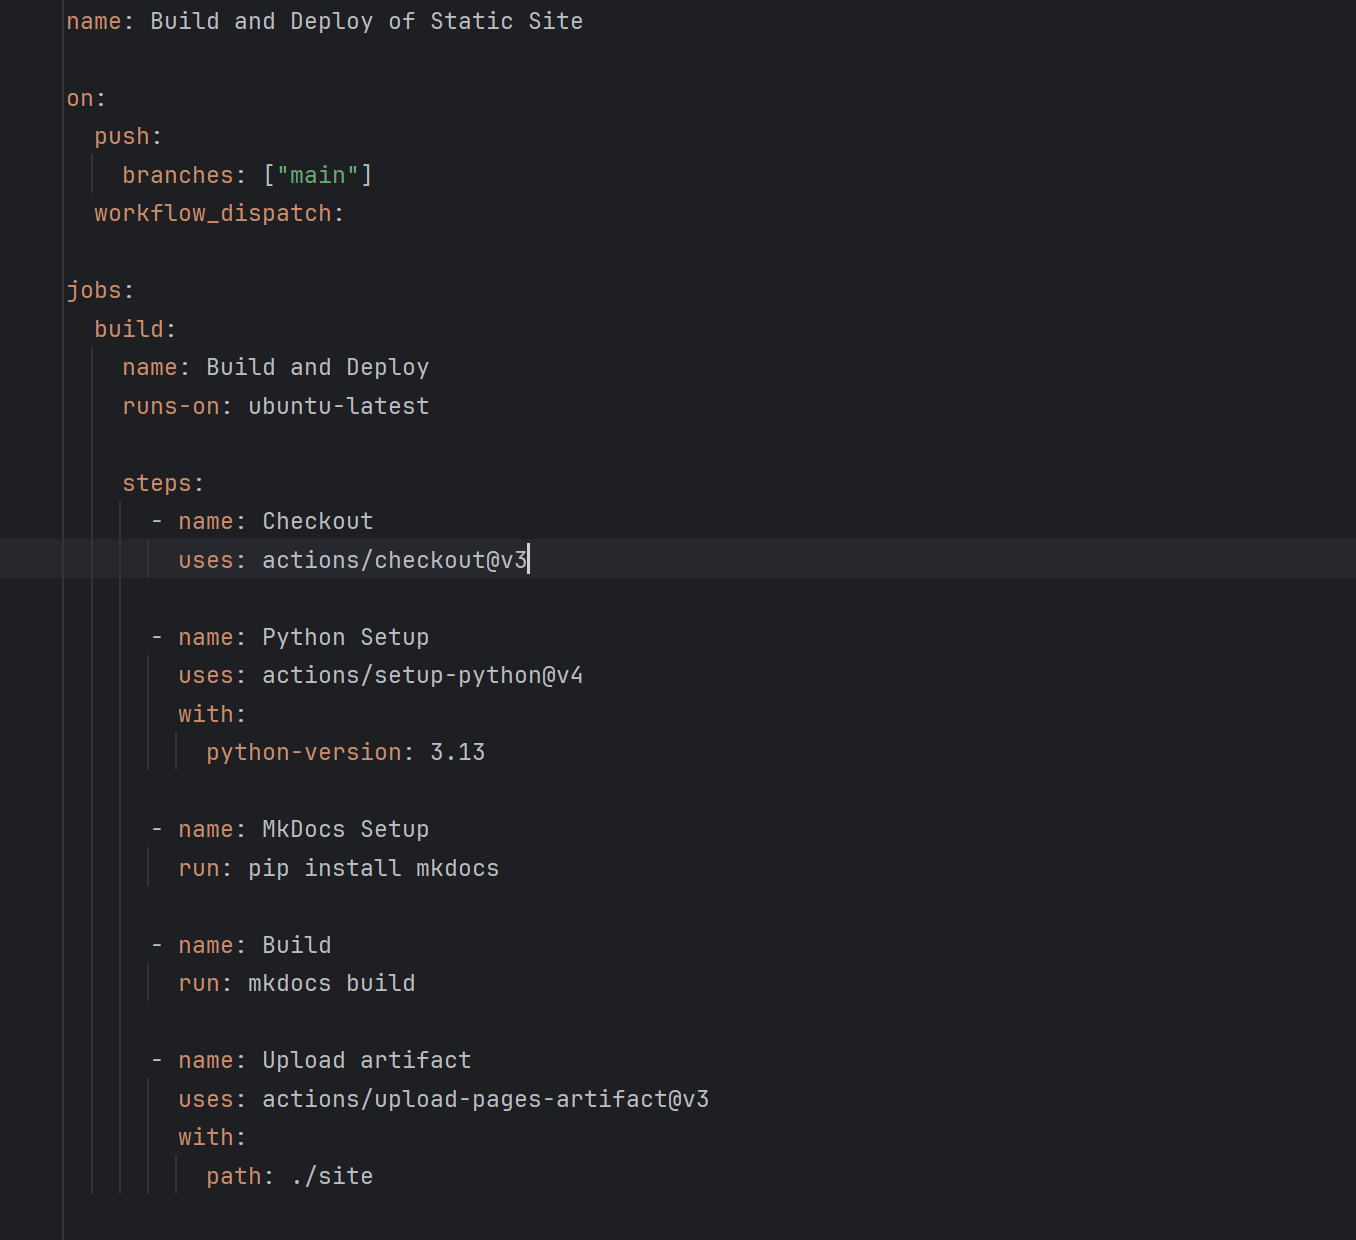 name: Build and Deploy of Static Site
on:
push:
branches: ["main"]
workflow_dispatch:
jobs:
build:
name: Build and Deploy
runs-on: ubuntu-latest
steps:
- name: Checkout
uses: actions/checkout@v3
- name: Python Setup
uses: actions/setup-python@v4
with:
python-version: 3.13
- name: MkDocs Setup
run: pip install mkdocs
- name: Build
run: mkdocs build
- name: Upload artifact
uses: actions/upload-pages-artifact@v3
with:
path: ./site